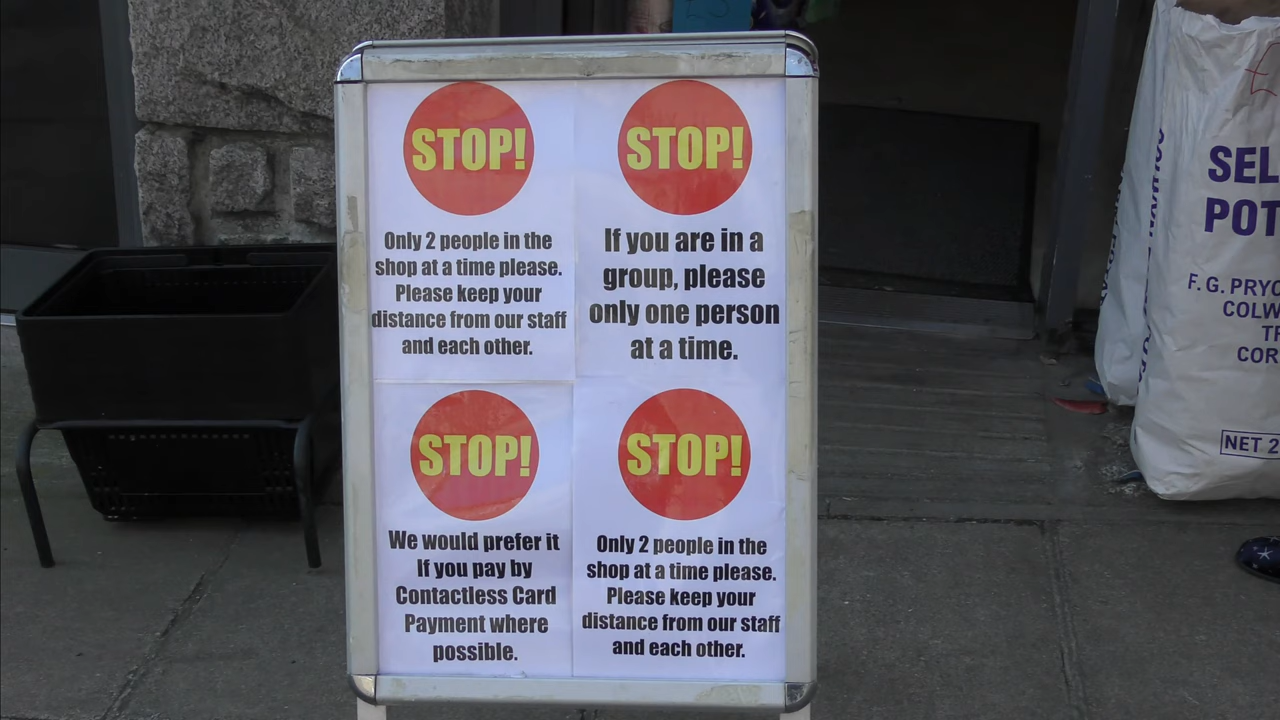 STOP!
Only 2 people in the
shop at a time please.
Please keep your
distance from our staff
and each other.
STOP!
If you are in a
group, please
only one person
at a time.
STOP!
We would prefer it
If you pay by
Contactless Card
Payment where
possible.
STOP!
Only 2 people in the
shop at a time please.
Please keep your
distance from our staff
and each other.
SEL
POT
F. G. PRYO
COLW
COR
NET 2